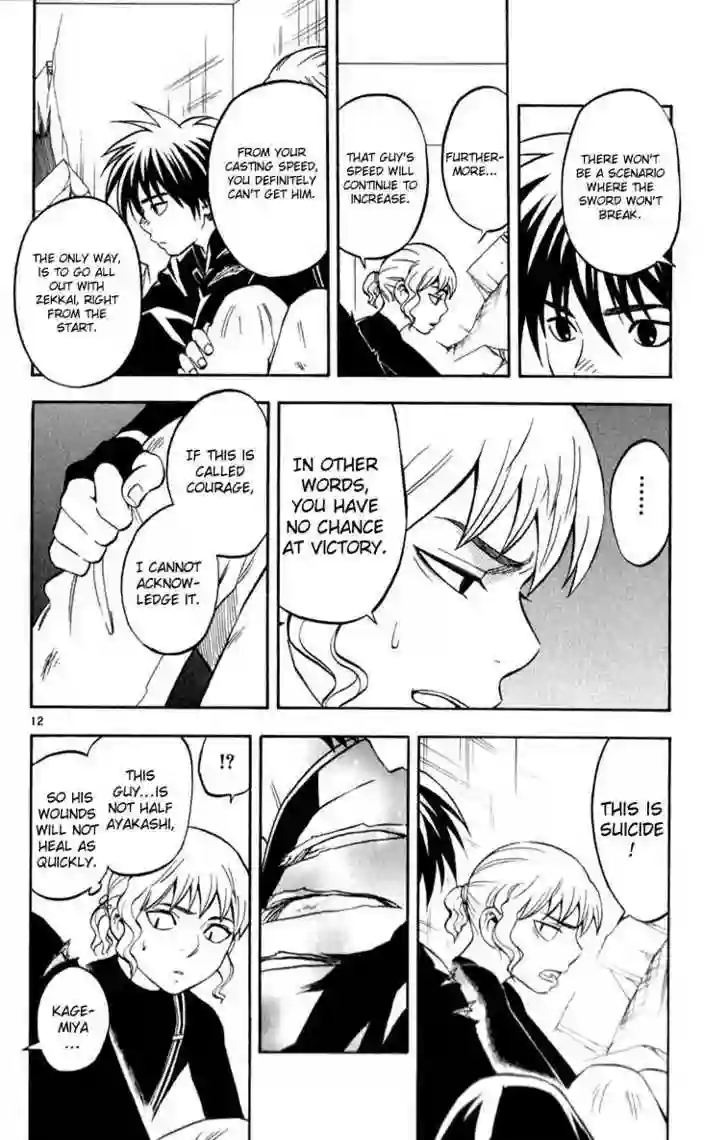 THERE WON'T
BE A SCENARIO
WHERE THE
SWORD WON'T
BREAK.
FURTHER-
MORE...
THAT GUY'S
SPEED WILL
CONTINUE TO
INCREASE.
FROM YOUR
CASTING SPEED,
YOU DEFINITELY
CAN'T GET HIM.
THE ONLY WAY,
IS TO GO ALL
OUT WITH
ZEKKAI, RIGHT
FROM THE
START.
......
IN OTHER
WORDS,
YOU HAVE
NO CHANCE
AT VICTORY.
IF THIS IS
CALLED
COURAGE,
I CANNOT
ACKNOW-
LEDGE IT.
12
THIS IS
SUICIDE
!
!?
THIS
GUY...IS
NOT HALF
AYAKASHI,
SO HIS
WOUNDS
WILL NOT
HEAL AS
QUICKLY.
KAGE-
MIYA
...